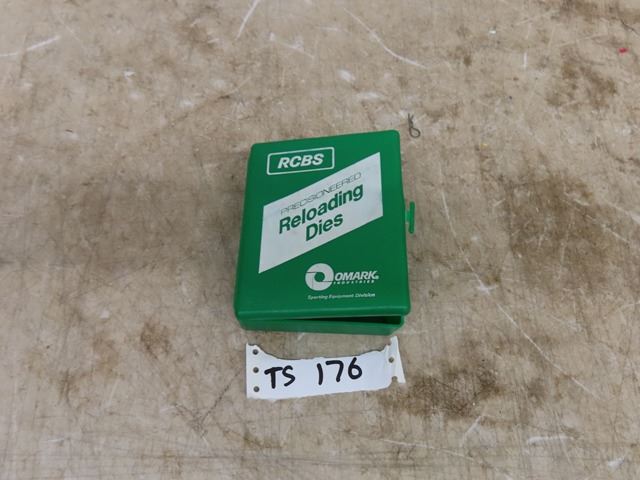 RCBS
PRECISIONEERED
Reloading
Dies
OMARK
INDUSTRIES
Sporting Equipment Division
TS 176